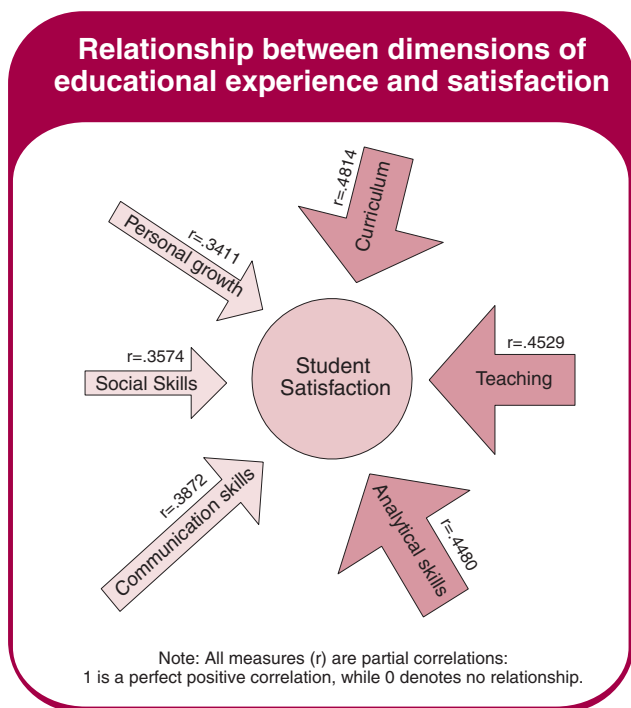 Relationship between dimensions of
educational experience and satisfaction
r=.4814
Curriculum
r=.3411
Personal growth
r=.4529
Teaching
r=.3574
Social Skills
Student
Satisfaction
r=.3872
Communication skills
Analytical skills
r=.4480
Note: All measures (r) are partial correlations:
1 is a perfect positive correlation, while 0 denotes no relationship.